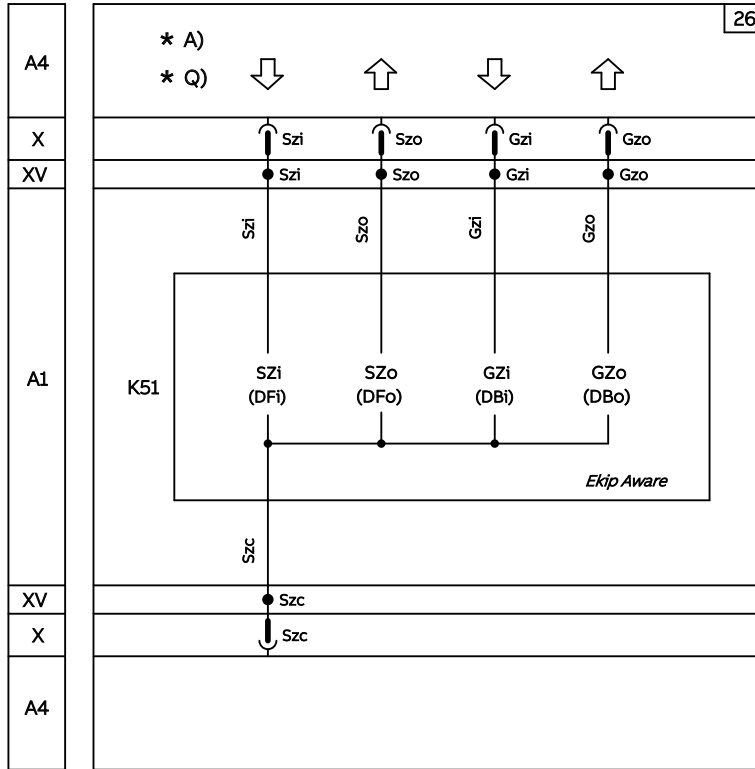 26
A4
* A)
* Q)
X
Szi
Szo
Gzi
Gzo
XV
Szi
Szo
Gzi
Gzo
Szi
Szo
Gzi
Gzo
A1
K51
SZi
(DFi)
SZo
(DFo)
GZi
(DBi)
GZo
(DBo)
Ekip Aware
Szc
XV
Szc
X
Szc
A4